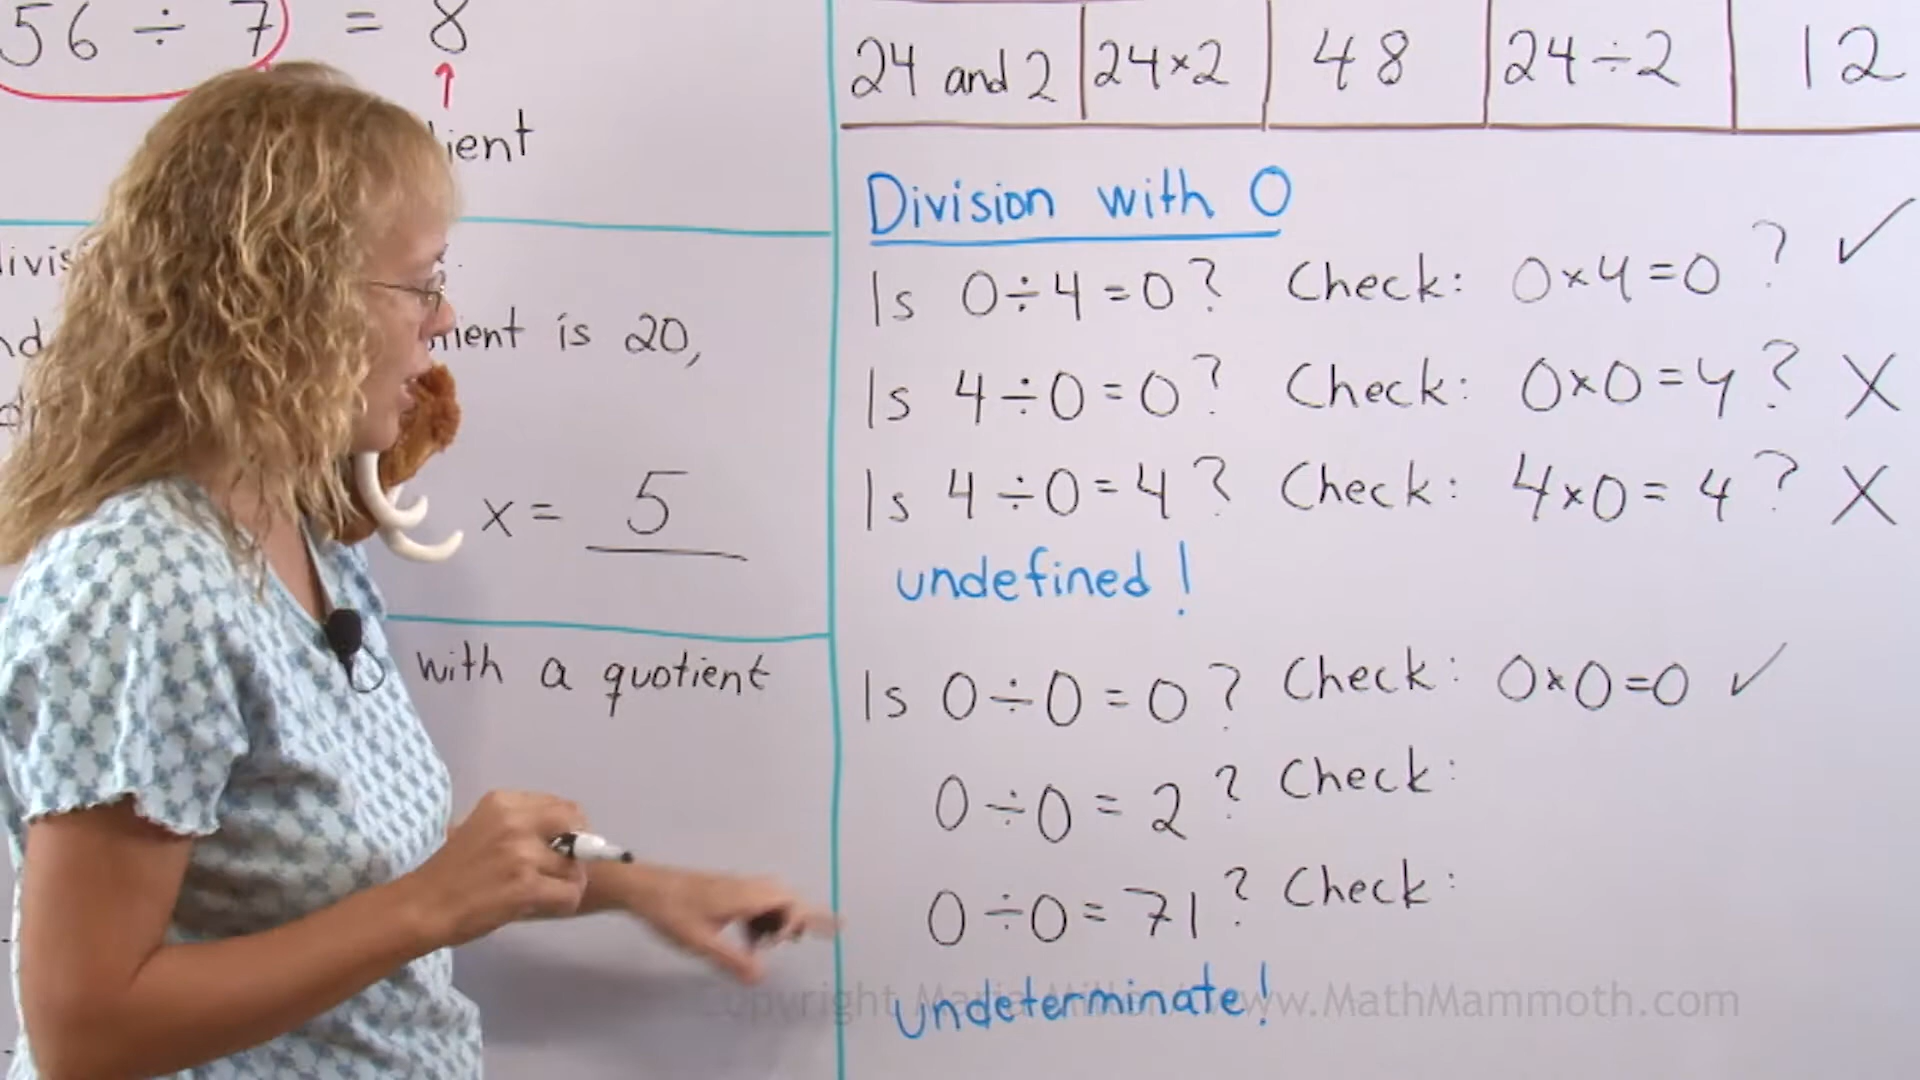 56 ÷ 7 = 8
ient
ient is 20,
x = 5
with a quotient
24 and 2 24×2 48 24÷2 12
Division with 0
Is 0÷4=0? Check: 0×4=0? ✓
Is 4÷0=0? Check: 0×0=4? X
Is 4÷0=4? Check: 4×0=4? X
undefined!
Is 0÷0=0? Check: 0×0=0 ✓
0÷0=2? Check:
0÷0=71? Check:
undeterminate!
Copyright Maria www.MathMammoth.com